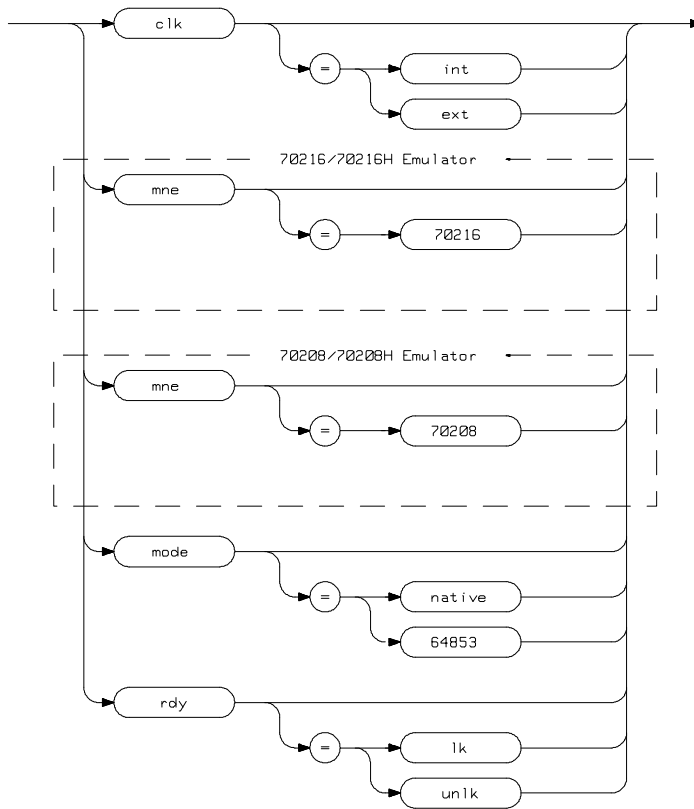 clk
= int
ext
70216/70216H Emulator
mne
= 70216
70208/70208H Emulator
mne
= 70208
mode
= native
64853
rdy
= lk
unlk